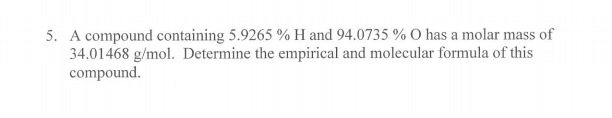 5. A compound containing 5.9265 % H and 94.0735 % O has a molar mass of
34.01468 g/mol. Determine the empirical and molecular formula of this
compound.